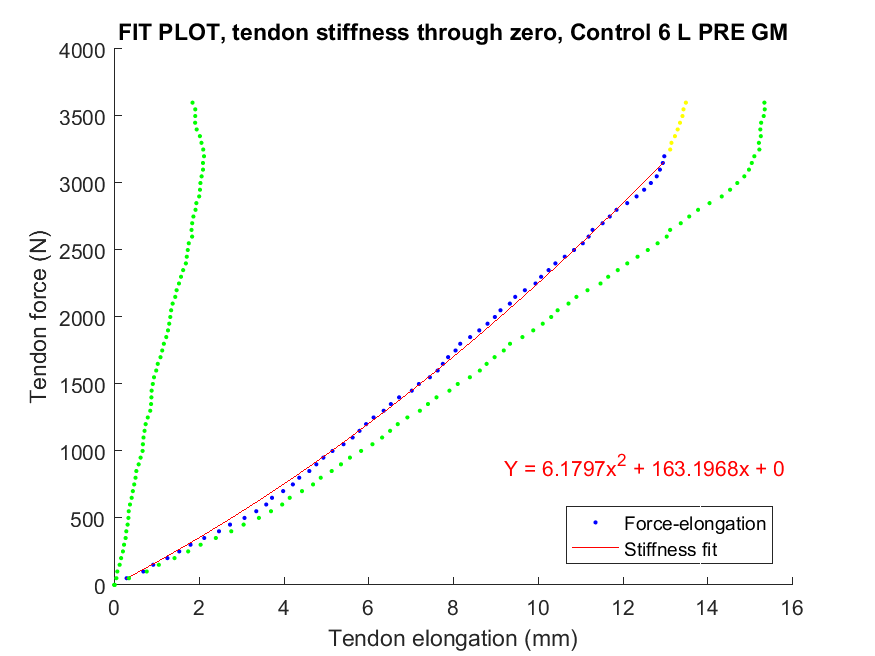 FIT PLOT, tendon stiffness through zero, Control 6 L PRE GM
4000
3500
3000
2500
2000
1500
1000
500
0
Tendon force (N)
Y = 6.1797x² + 163.1968x + 0
Force-elongation
Stiffness fit
0 2 4 6 8 10 12 14 16
Tendon elongation (mm)